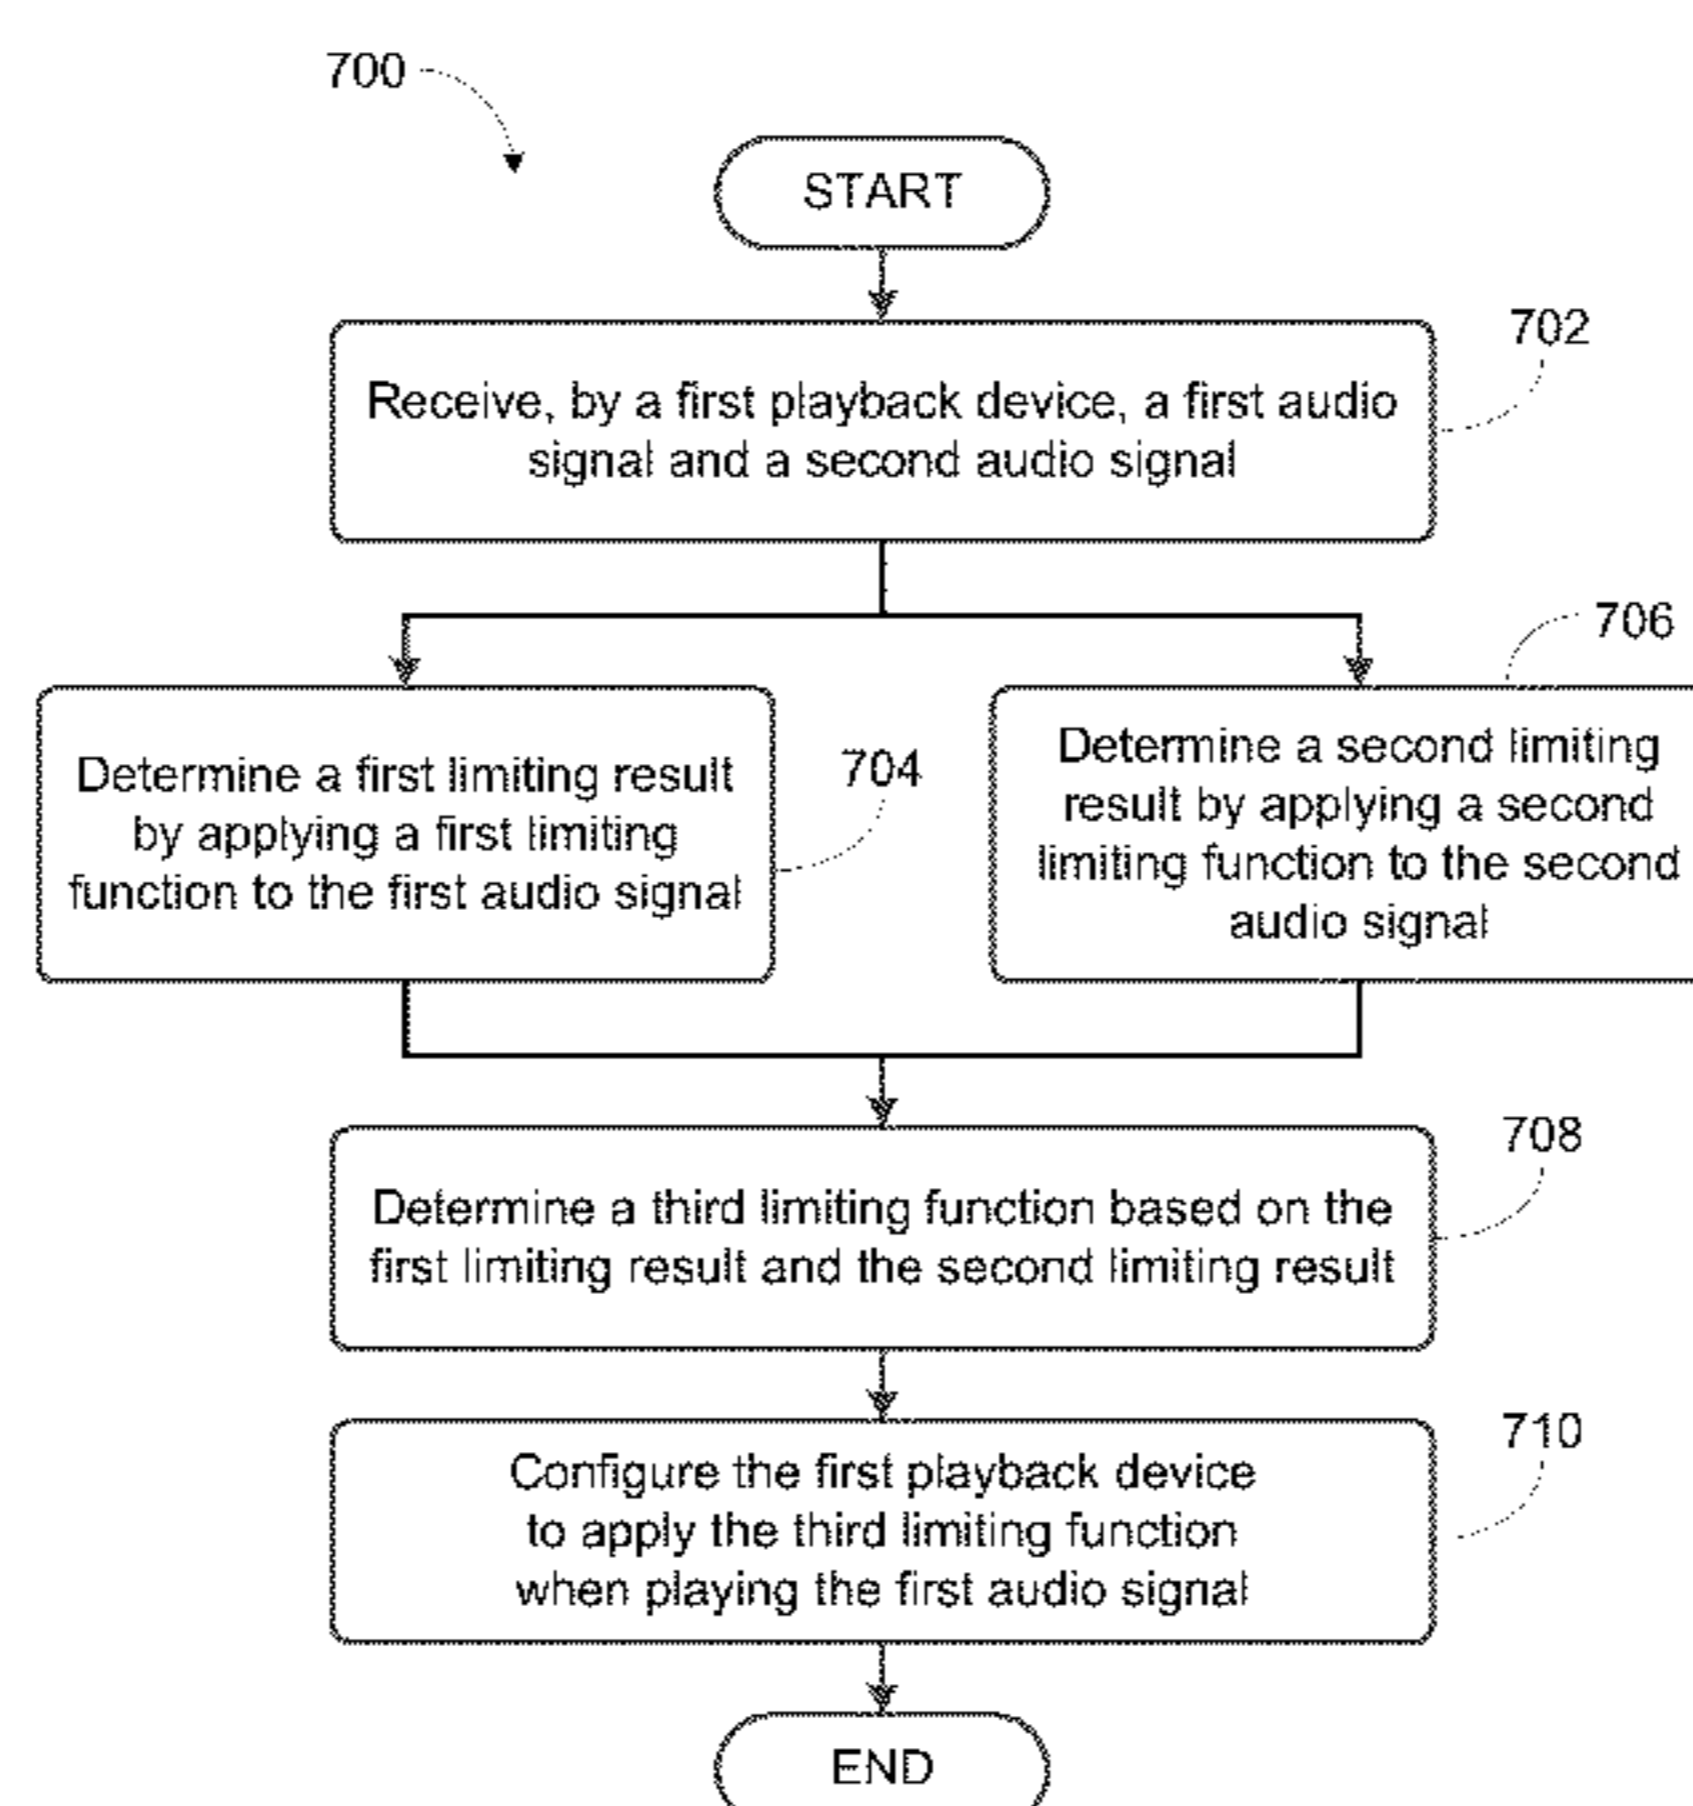 700
START
702
Receive, by a first playback device, a first audio
signal and a second audio signal
706
704
Determine a first limiting result
by applying a first limiting
function to the first audio signal
Determine a second limiting
result by applying a second
limiting function to the second
audio signal
708
Determine a third limiting function based on the
first limiting result and the second limiting result
710
Configure the first playback device
to apply the third limiting function
when playing the first audio signal
END